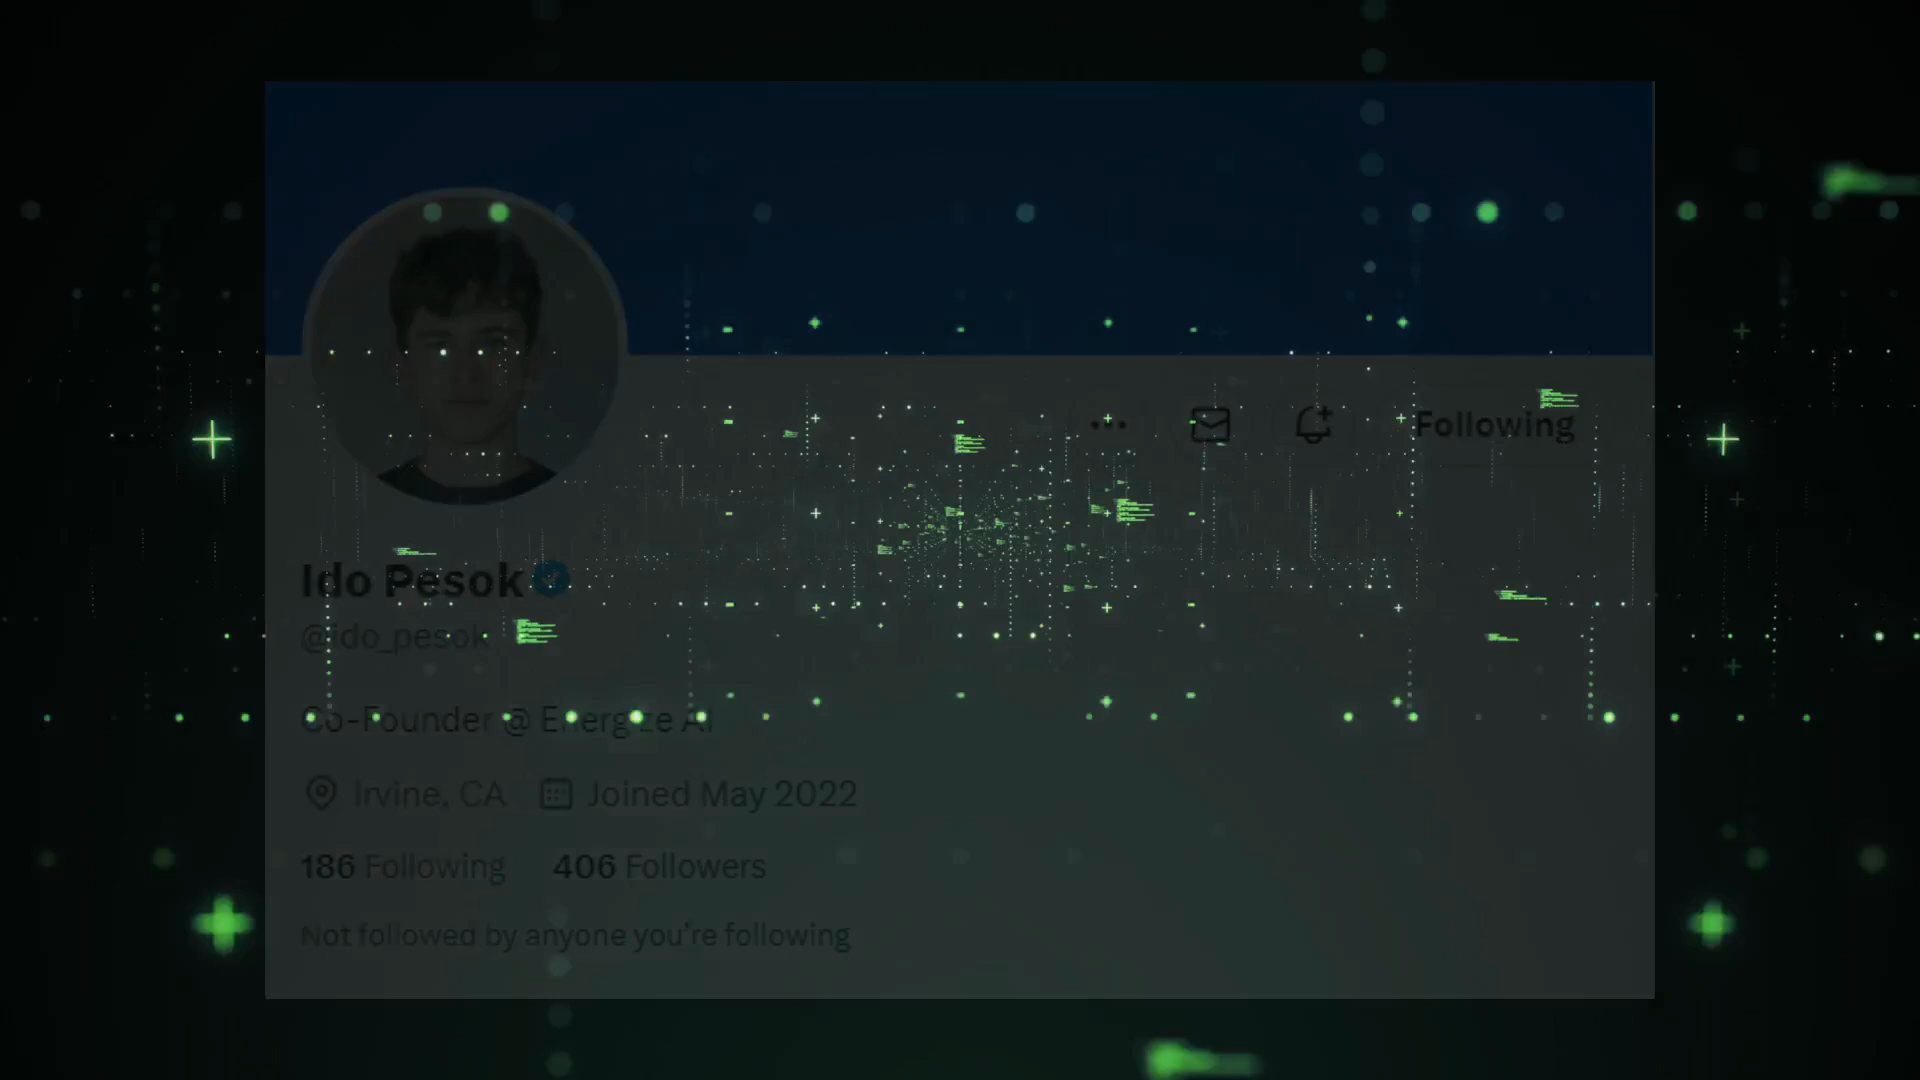 Following
Ido Pesok
@ido_pesok
Co-Founder @ Energize AI
Irvine, CA Joined May 2022
186 Following 406 Followers
Not followed by anyone you're following